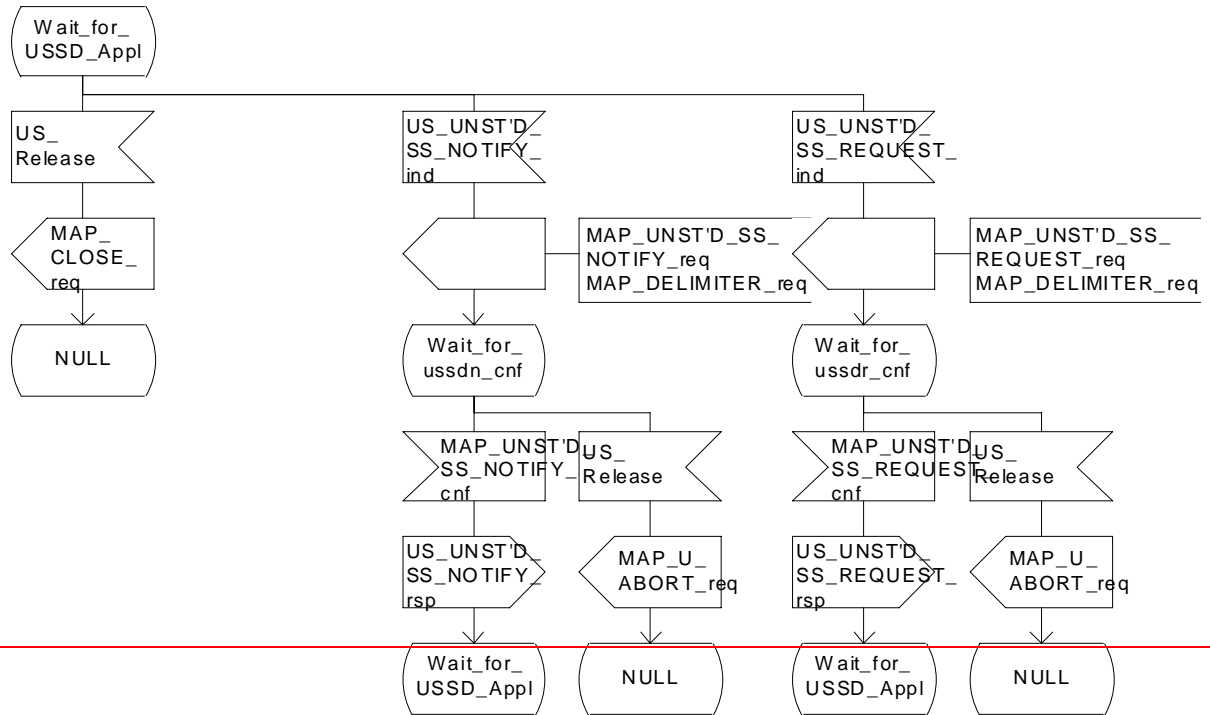 Wait_for_
USSD_Appl
US_
Release
US_UNST'D_
SS_NOTIFY_
ind
US_UNST'D_
SS_REQUEST_
ind
MAP_
CLOSE_
req
MAP_UNST'D_SS_
NOTIFY_req
MAP_DELIMITER_req
MAP_UNST'D_SS_
REQUEST_req
MAP_DELIMITER_req
NULL
Wait_for_
ussdn_cnf
Wait_for_
ussdr_cnf
MAP_UNST'D_
SS_NOTIFY_
cnf
US_
Release
MAP_UNST'D_
SS_REQUEST_
cnf
US_
Release
US_UNST'D_
SS_NOTIFY_
rsp
MAP_U_
ABORT_req
US_UNST'D_
SS_REQUEST_
rsp
MAP_U_
ABORT_req
Wait_for_
USSD_Appl
NULL
Wait_for_
USSD_Appl
NULL